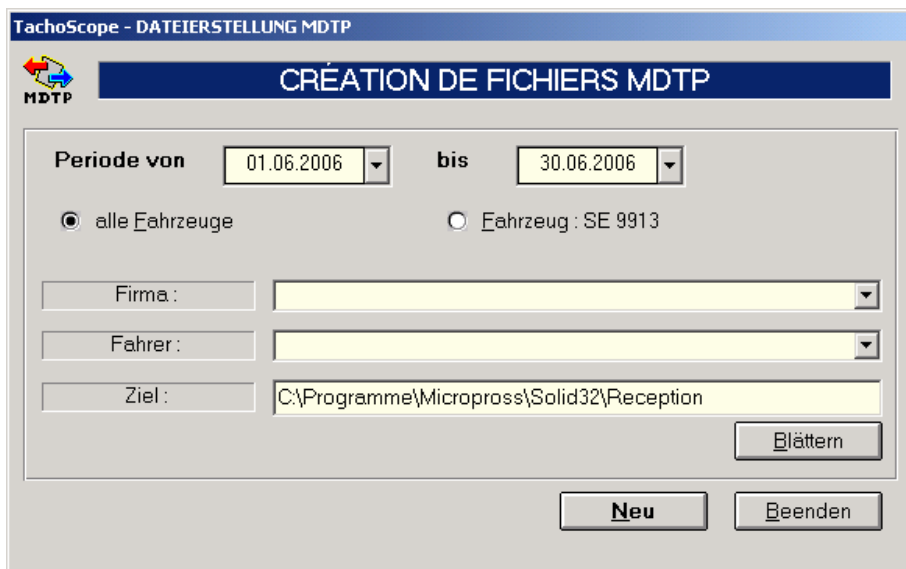 TachoScope - DATEIERSTELLUNG MDTP
MDTP
CRÉATION DE FICHIERS MDTP
Periode von 01.06.2006 bis 30.06.2006
alle Fahrzeuge Fahrzeug : SE 9913
Firma :
Fahrer :
Ziel : C:\Programme\Micropross\Solid32\Reception
Blättern
Neu Beenden